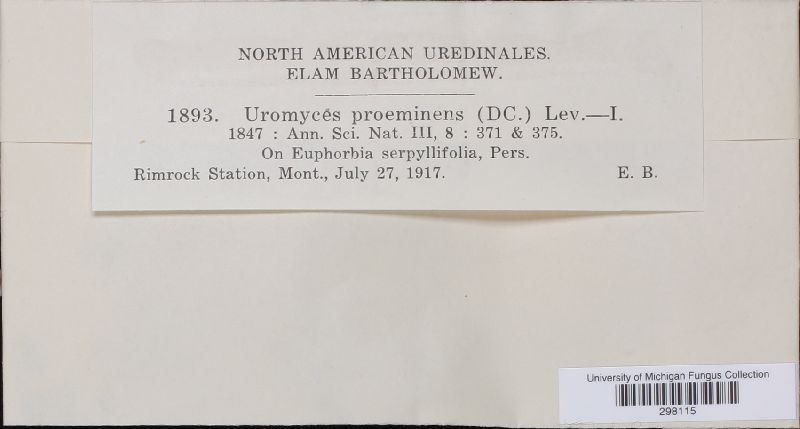 NORTH AMERICAN UREDINALES.
ELAM BARTHOLOMEW.
1893. Uromycēs proeminens (DC.) Lev.—I.
1847 : Ann. Sci. Nat. III, 8 : 371 & 375.
On Euphorbia serpyllifolia, Pers.
Rimrock Station, Mont., July 27, 1917. E. B.
University of Michigan Fungus Collection
298115